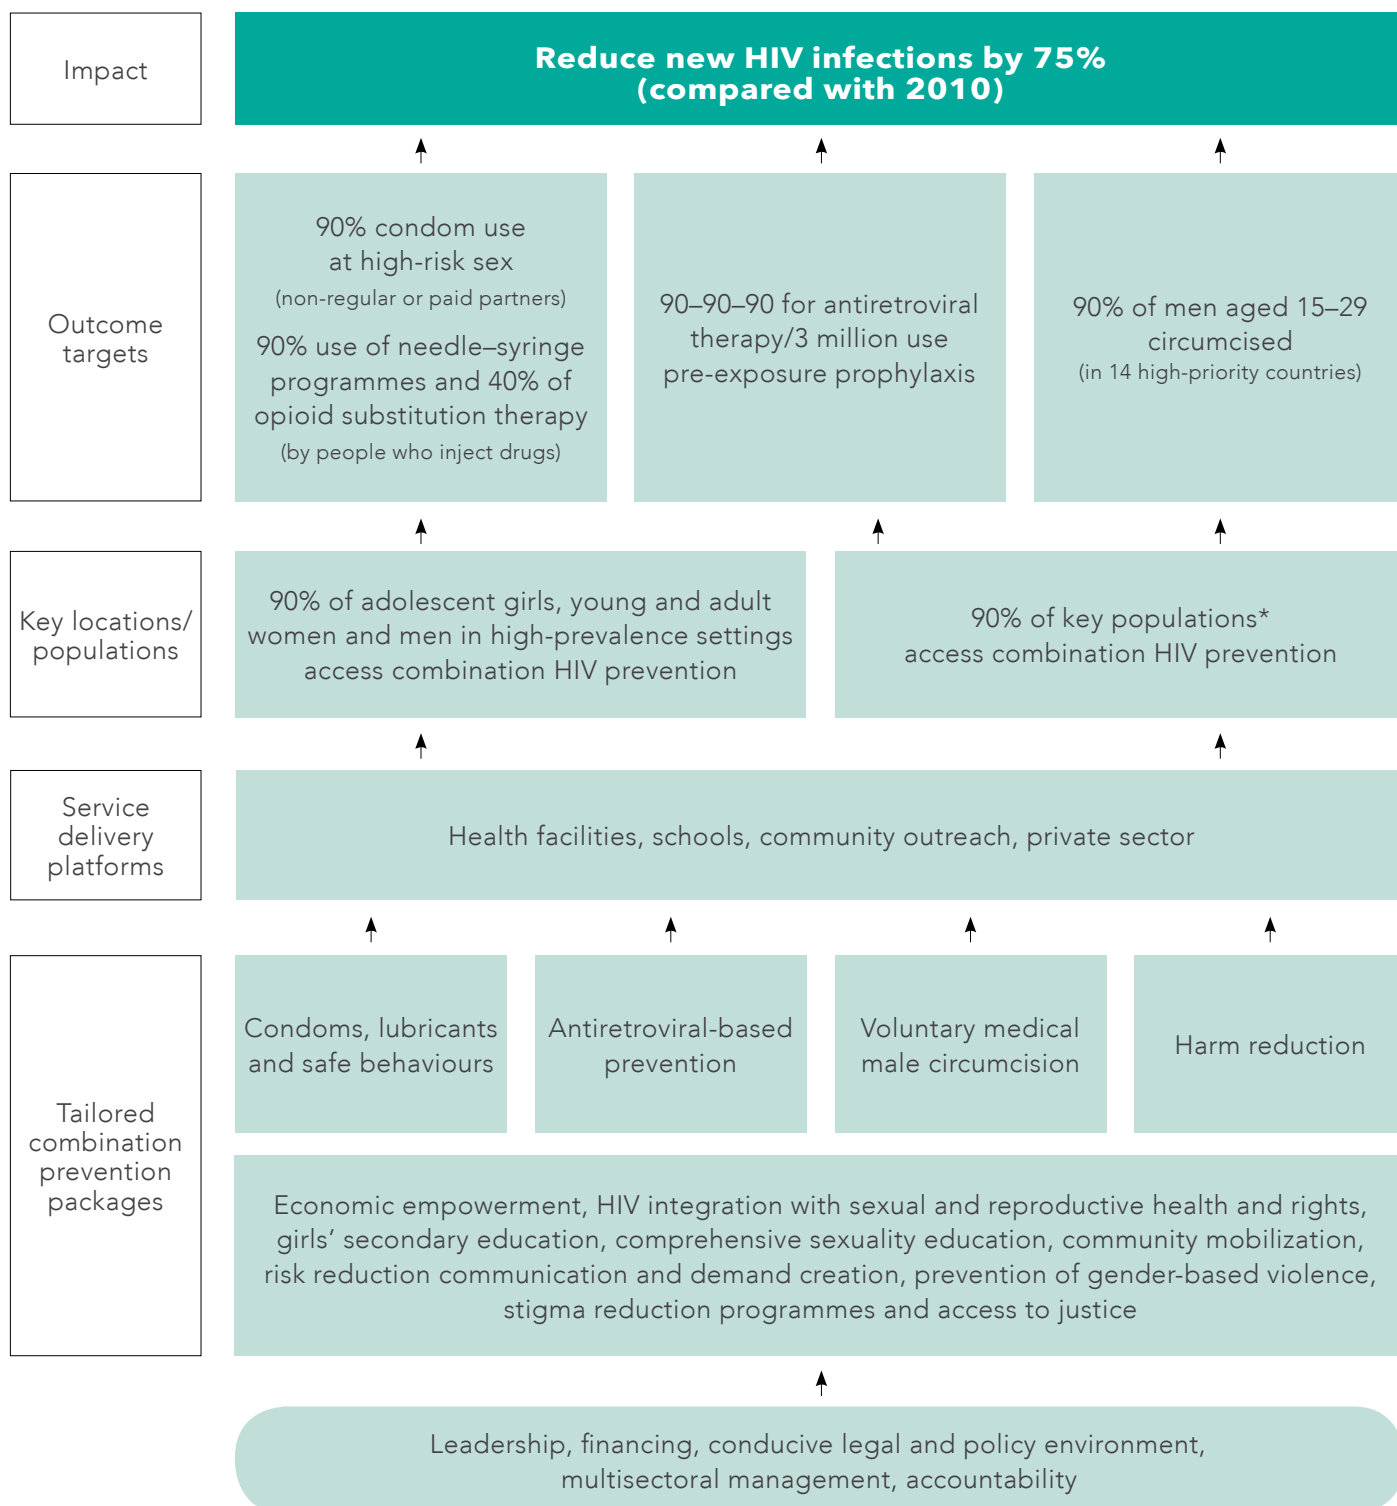 Impact
Reduce new HIV infections by 75%
(compared with 2010)
Outcome
targets
90% condom use
at high-risk sex
(non-regular or paid partners)
90% use of needle–syringe
programmes and 40% of
opioid substitution therapy
(by people who inject drugs)
90–90–90 for antiretroviral
therapy/3 million use
pre-exposure prophylaxis
90% of men aged 15–29
circumcised
(in 14 high-priority countries)
Key locations/
populations
90% of adolescent girls, young and adult
women and men in high-prevalence settings
access combination HIV prevention
90% of key populations*
access combination HIV prevention
Service
delivery
platforms
Health facilities, schools, community outreach, private sector
Tailored
combination
prevention
packages
Condoms, lubricants
and safe behaviours
Antiretroviral-based
prevention
Voluntary medical
male circumcision
Harm reduction
Economic empowerment, HIV integration with sexual and reproductive health and rights,
girls’ secondary education, comprehensive sexuality education, community mobilization,
risk reduction communication and demand creation, prevention of gender-based violence,
stigma reduction programmes and access to justice
Leadership, financing, conducive legal and policy environment,
multisectoral management, accountability